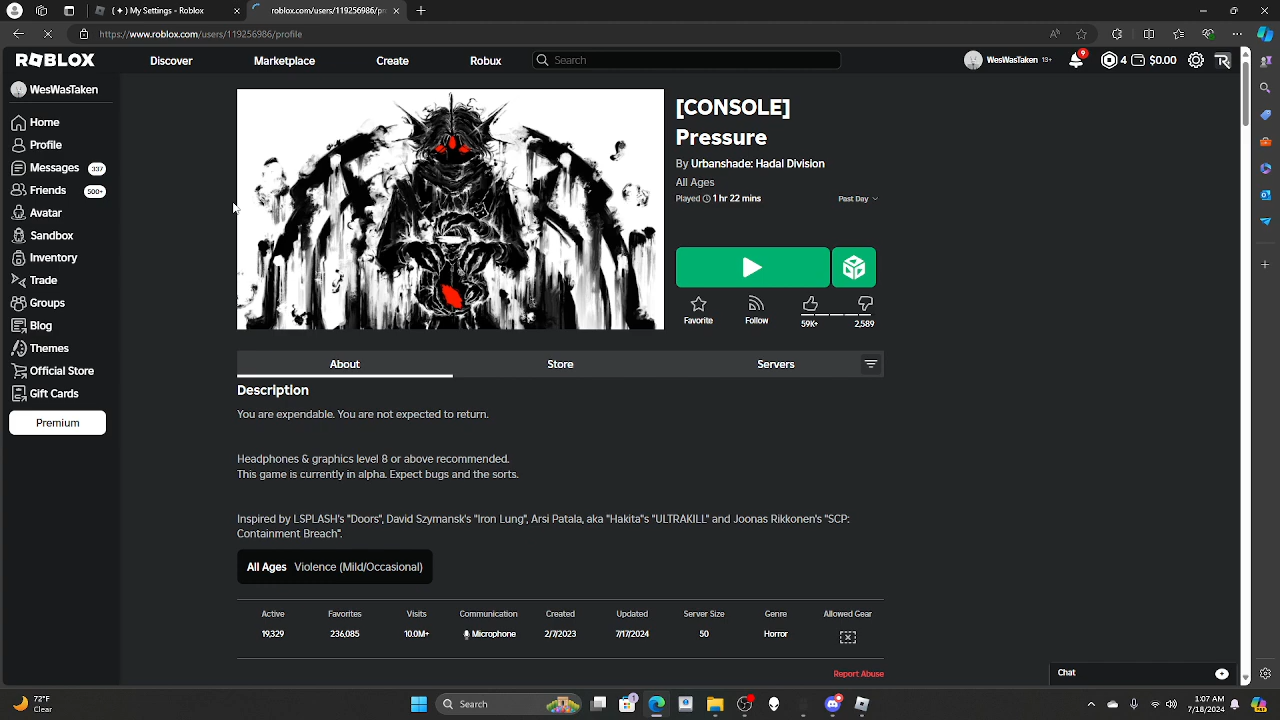 ( ✦ ) My Settings - Roblox
roblox.com/users/119256986/pr
https://www.roblox.com/users/119256986/profile
ROBLOX
Discover
Marketplace
Create
Robux
Search
WesWasTaken 13+
9
4
$0.00
WesWasTaken
Home
Profile
Messages 337
Friends 500+
Avatar
Sandbox
Inventory
Trade
Groups
Blog
Themes
Official Store
Gift Cards
Premium
[CONSOLE]
Pressure
By Urbanshade: Hadal Division
All Ages
Played 1 hr 22 mins
Past Day
Favorite
Follow
59K+
2,589
About
Store
Servers
Description
You are expendable. You are not expected to return.
Headphones & graphics level 8 or above recommended.
This game is currently in alpha. Expect bugs and the sorts.
Inspired by LSPLASH's "Doors", David Szymansk's "Iron Lung", Arsi Patala, aka "Hakita"s "ULTRAKILL" and Joonas Rikkonen's "SCP:
Containment Breach".
All Ages Violence (Mild/Occasional)
Active
Favorites
Visits
Communication
Created
Updated
Server Size
Genre
Allowed Gear
19,329
236,085
10.0M+
Microphone
2/7/2023
7/17/2024
50
Horror
Report Abuse
Chat
72°F
Clear
Search
1:07 AM
7/18/2024